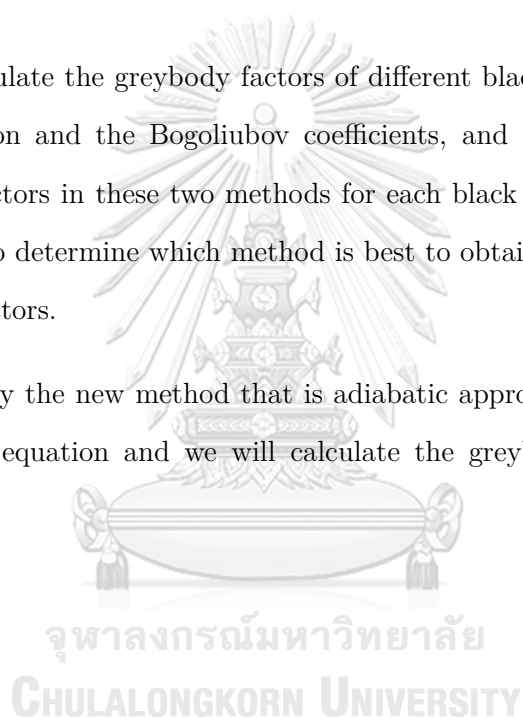 ulate the greybody factors of different blac
on and the Bogoliubov coefficients, and
ctors in these two methods for each black
o determine which method is best to obtai
ctors.
y the new method that is adiabatic appro
equation and we will calculate the greyb
จุฬาลงกรณ์มหาวิทยาลัย
CHULALONGKORN UNIVERSITY